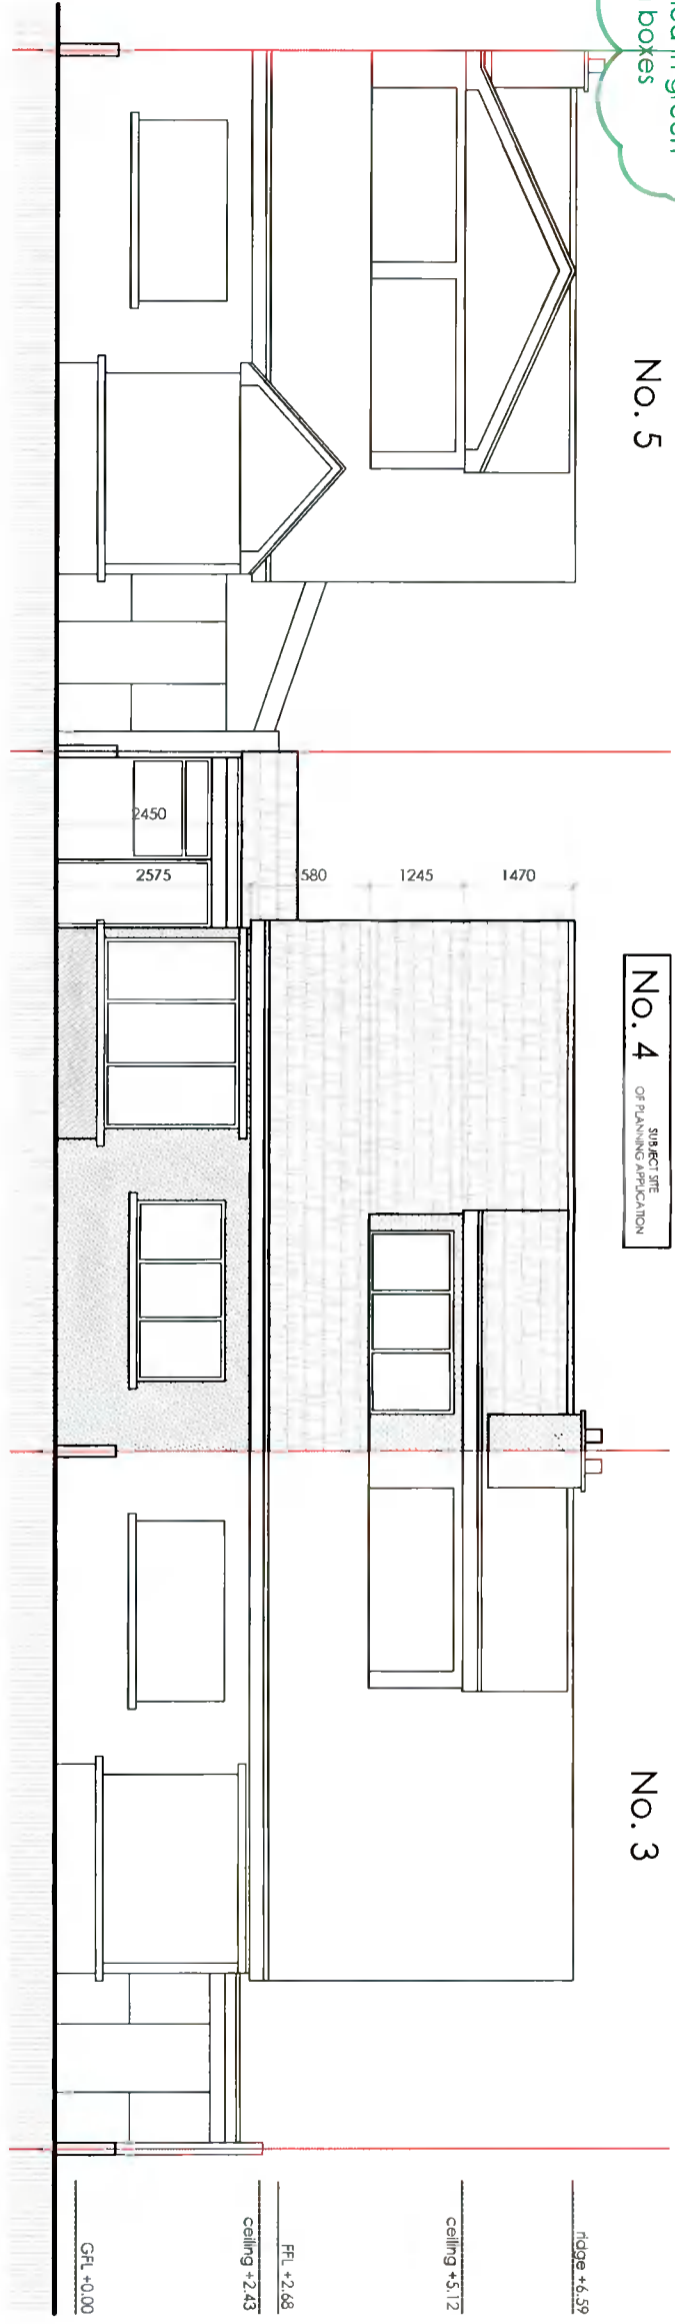 boxes
No. 5
No. 4
SUBJECT SITE
OF PLANNING APPLICATION
No. 3
2450
2575
580
1245
1470
ridge +6.59
ceiling +5.12
FFL +2.68
ceiling +2.43
GFL +0.00